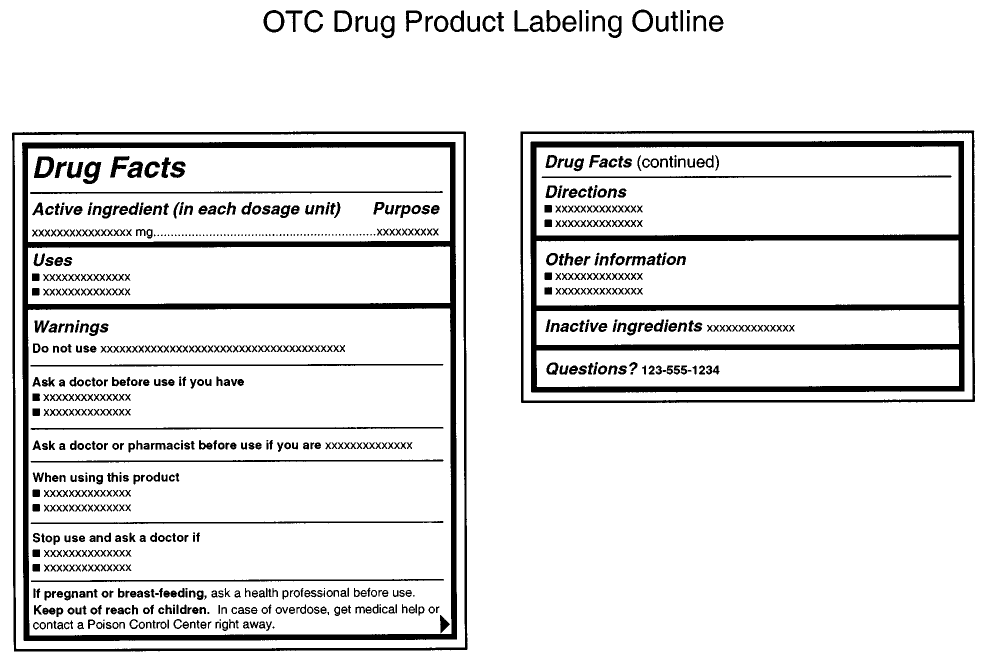 OTC Drug Product Labeling Outline
Drug Facts
Active ingredient (in each dosage unit) Purpose
xxxxxxxxxxxxxxxx mg..........................................................................xxxxxxxxxx
Uses
■ xxxxxxxxxxxxxx
■ xxxxxxxxxxxxxx
Warnings
Do not use xxxxxxxxxxxxxxxxxxxxxxxxxxxxxxxxxxxxxxx
Ask a doctor before use if you have
■ xxxxxxxxxxxxxx
■ xxxxxxxxxxxxxx
Ask a doctor or pharmacist before use if you are xxxxxxxxxxxxxx
When using this product
■ xxxxxxxxxxxxxx
■ xxxxxxxxxxxxxx
Stop use and ask a doctor if
■ xxxxxxxxxxxxxx
■ xxxxxxxxxxxxxx
If pregnant or breast-feeding, ask a health professional before use.
Keep out of reach of children. In case of overdose, get medical help or
contact a Poison Control Center right away.
Drug Facts (continued)
Directions
■ xxxxxxxxxxxxxx
■ xxxxxxxxxxxxxx
Other information
■ xxxxxxxxxxxxxx
■ xxxxxxxxxxxxxx
Inactive ingredients xxxxxxxxxxxxxx
Questions? 123-555-1234